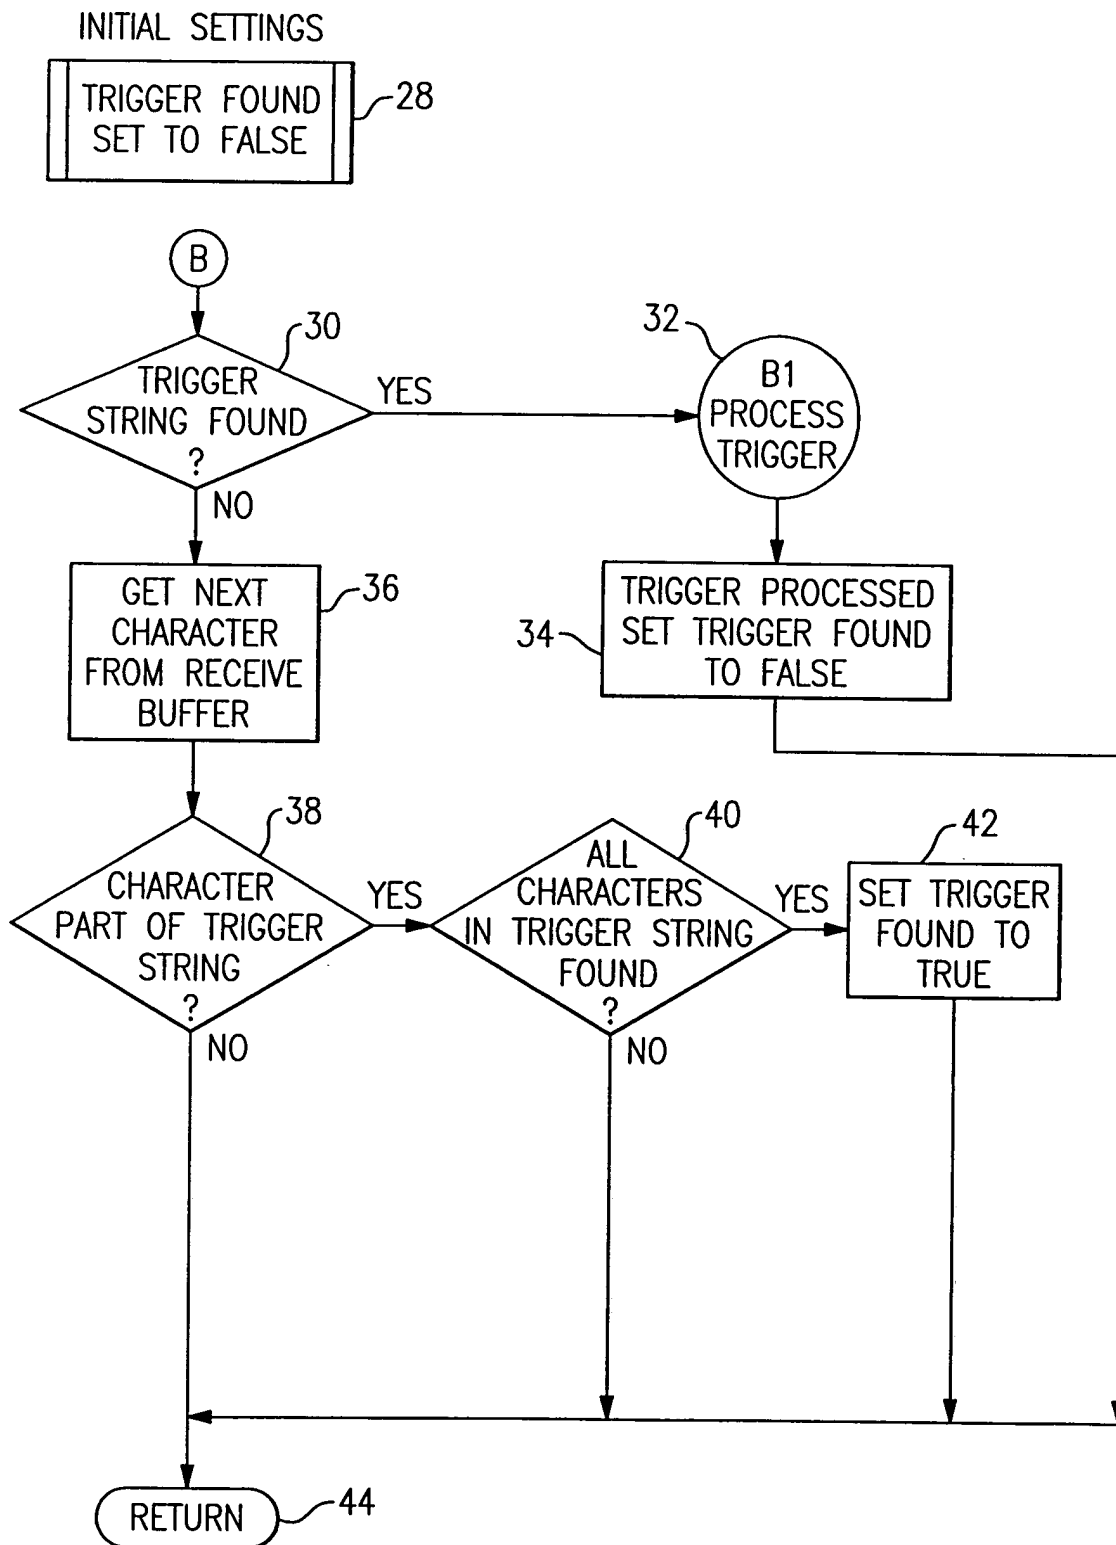 INITIAL SETTINGS
TRIGGER FOUND
SET TO FALSE
28
B
30
TRIGGER
STRING FOUND
?
YES
NO
32
B1
PROCESS
TRIGGER
GET NEXT
CHARACTER
FROM RECEIVE
BUFFER
36
34
TRIGGER PROCESSED
SET TRIGGER FOUND
TO FALSE
38
CHARACTER
PART OF TRIGGER
STRING
?
YES
NO
40
ALL
CHARACTERS
IN TRIGGER STRING
FOUND
?
YES
NO
42
SET TRIGGER
FOUND TO
TRUE
RETURN
44